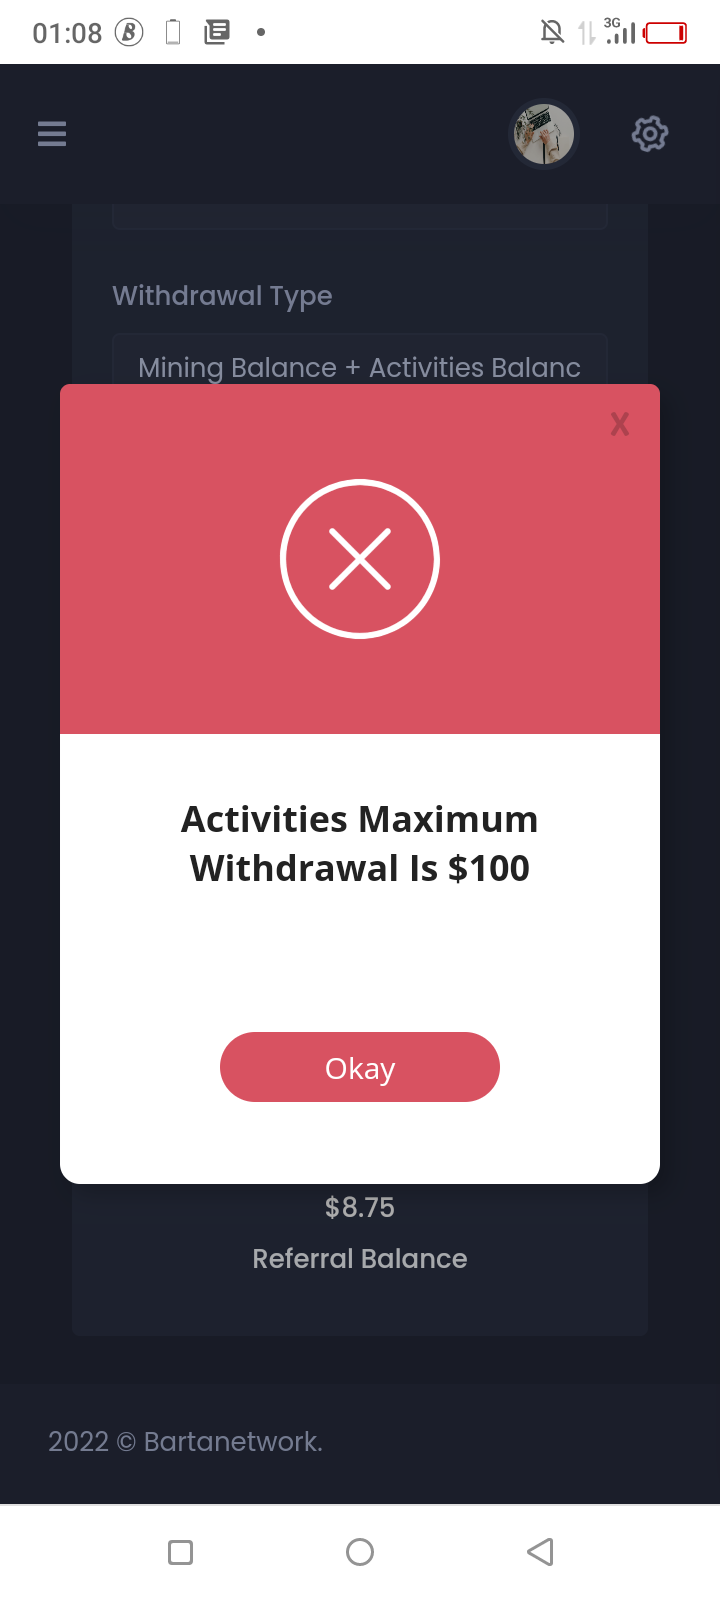 01:08
3G
Withdrawal Type
Mining Balance + Activities Balanc
X
Activities Maximum
Withdrawal Is $100
Okay
$8.75
Referral Balance
2022 © Bartanetwork.